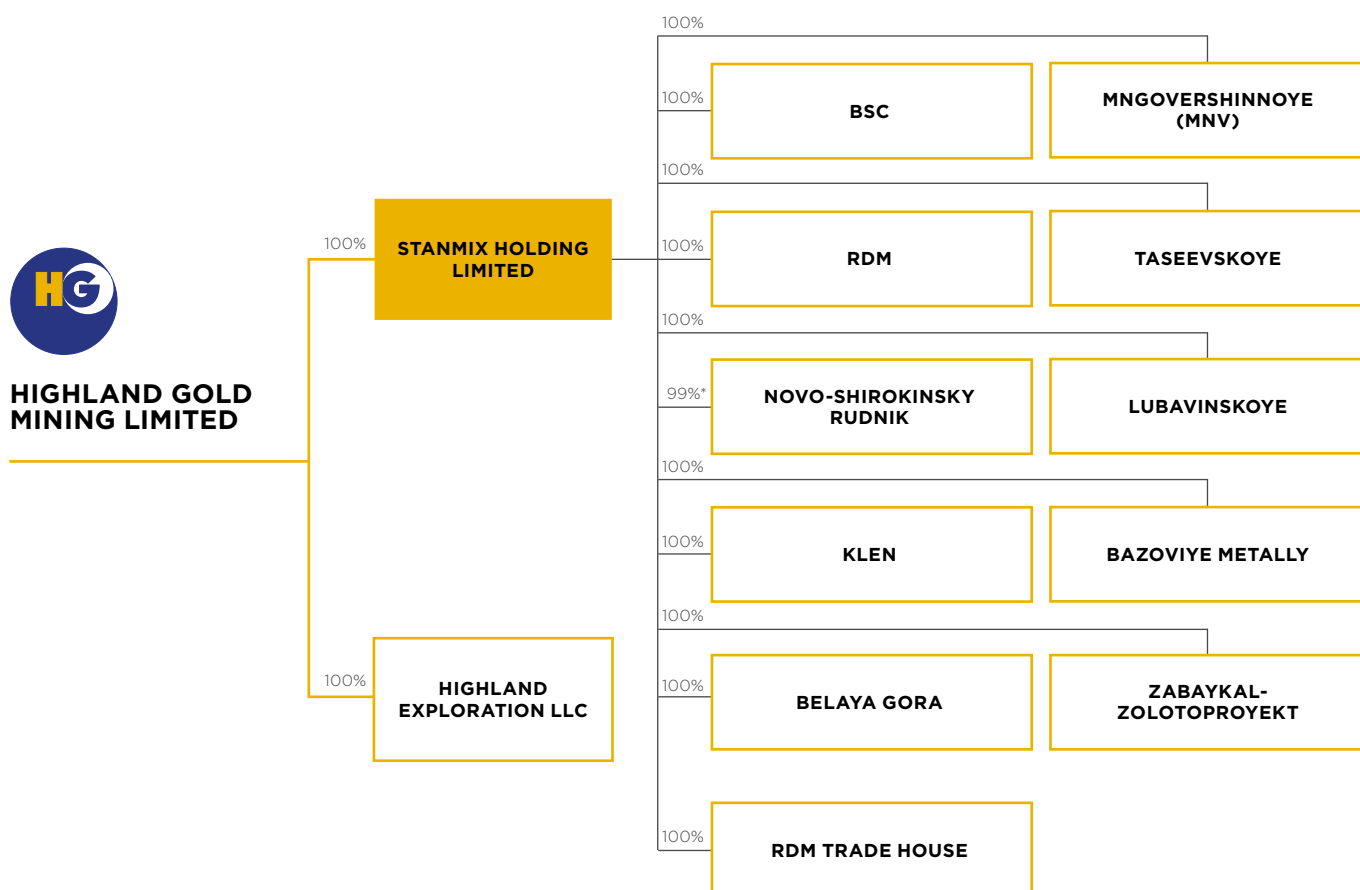 100%
100%
BSC
MNGOVERSHINNOYE
(MNV)
100%
100%
STANMIX HOLDING
LIMITED
100%
RDM
TASEEVSKOYE
HG
HIGHLAND GOLD
MINING LIMITED
100%
99%*
NOVO-SHIROKINSKY
RUDNIK
LUBAVINSKOYE
100%
100%
KLEN
BAZOVIYE METALLY
100%
100%
HIGHLAND
EXPLORATION LLC
100%
BELAYA GORA
ZABAYKAL-
ZOLOTOPROYEKT
100%
RDM TRADE HOUSE